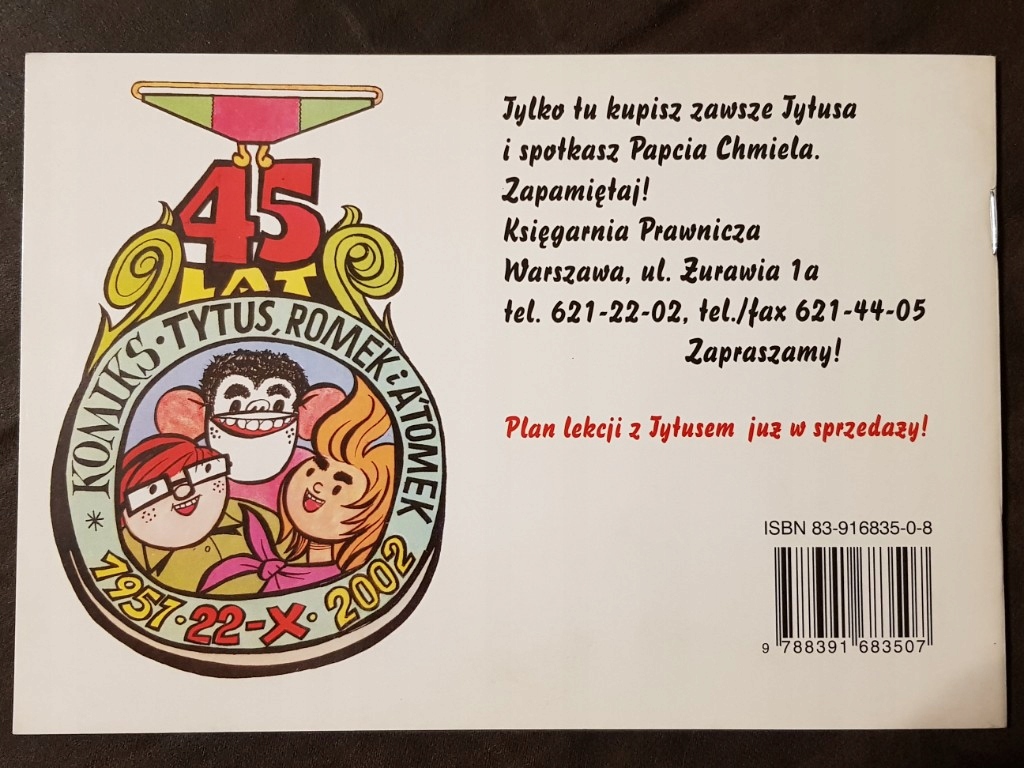 45
LAT
* KOMIKS • TYTUS, ROMEK i A'TOMEK
1957 • 22-X • 2002
Tylko tu kupisz zawsze Tytusa
i spotkasz Papcia Chmiela.
Zapamiętaj!
Księgarnia Prawnicza
Warszawa, ul. Żurawia 1a
tel. 621-22-02, tel./fax 621-44-05
Zapraszamy!
Plan lekcji z Tytusem już w sprzedaży!
ISBN 83-916835-0-8
9 788391 683507